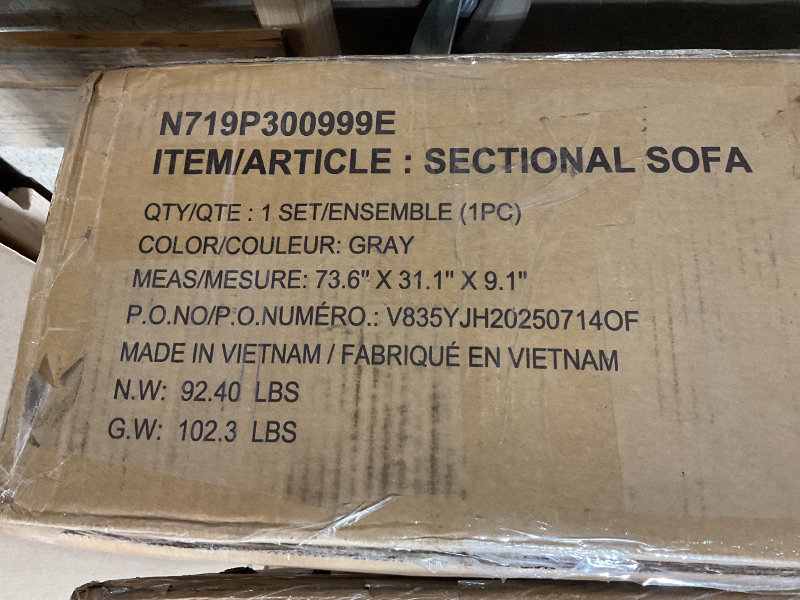 N719P300999E
ITEM/ARTICLE : SECTIONAL SOFA
QTY/QTE : 1 SET/ENSEMBLE (1PC)
COLOR/COULEUR: GRAY
MEAS/MESURE: 73.6" X 31.1" X 9.1"
P.O.NO/P.O.NUMÉRO.: V835YJH20250714OF
MADE IN VIETNAM / FABRIQUÉ EN VIETNAM
N.W: 92.40 LBS
G.W: 102.3 LBS